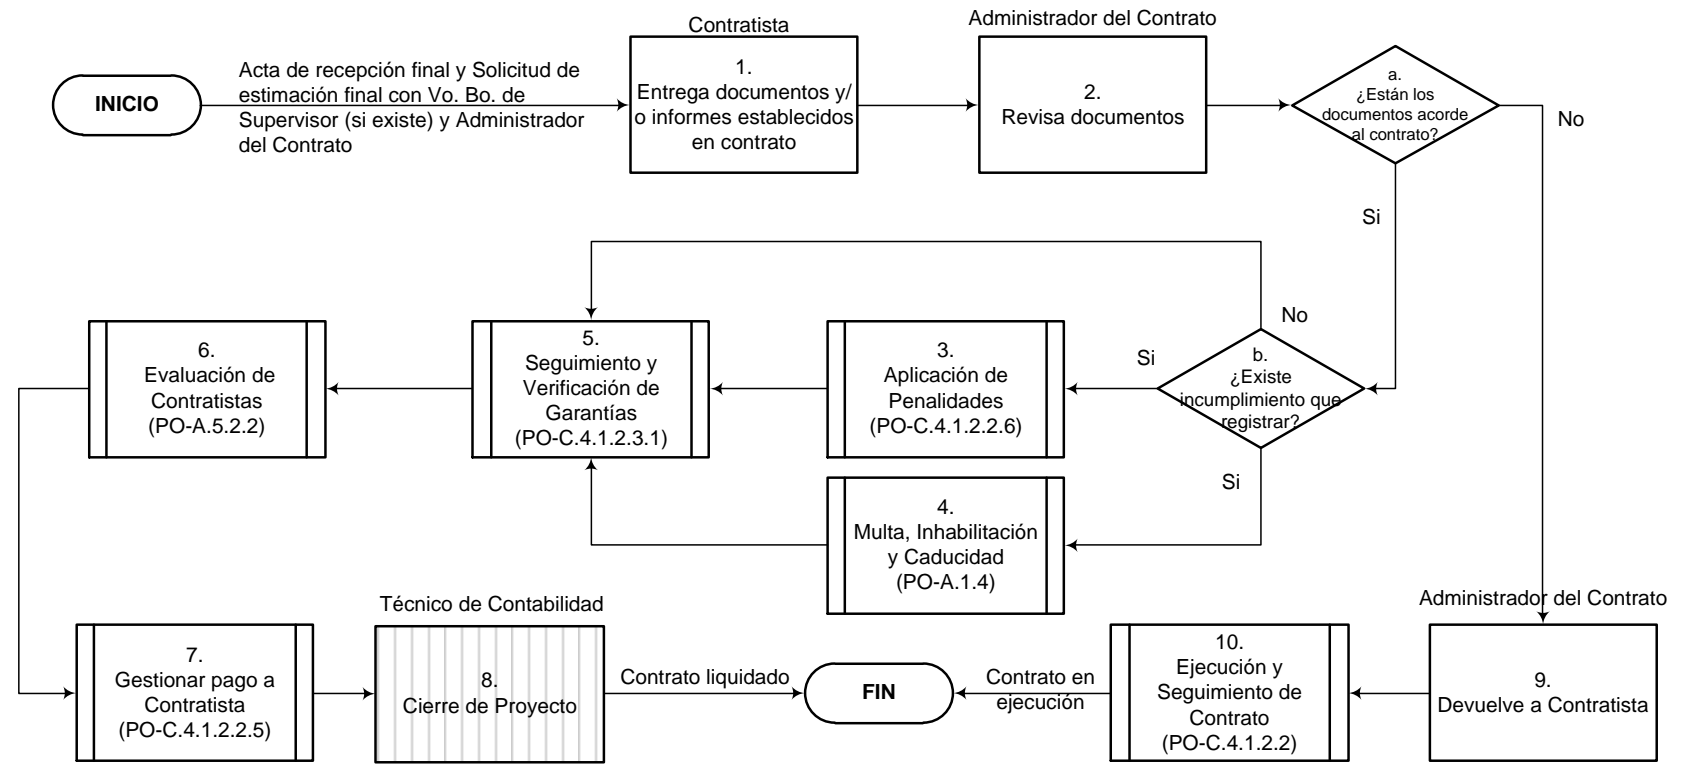 INICIO
Acta de recepción final y Solicitud de
estimación final con Vo. Bo. de
Supervisor (si existe) y Administrador
del Contrato
Contratista
1.
Entrega documentos y/
o informes establecidos
en contrato
Administrador del Contrato
2.
Revisa documentos
a.
¿Están los
documentos acorde
al contrato?
No
Si
b.
¿Existe
incumplimiento que
registrar?
No
Si
Si
3.
Aplicación de
Penalidades
(PO-C.4.1.2.2.6)
4.
Multa, Inhabilitación
y Caducidad
(PO-A.1.4)
5.
Seguimiento y
Verificación de
Garantías
(PO-C.4.1.2.3.1)
6.
Evaluación de
Contratistas
(PO-A.5.2.2)
7.
Gestionar pago a
Contratista
(PO-C.4.1.2.2.5)
Técnico de Contabilidad
8.
Cierre de Proyecto
Contrato liquidado
FIN
Contrato en
ejecución
10.
Ejecución y
Seguimiento de
Contrato
(PO-C.4.1.2.2)
Administrador del Contrato
9.
Devuelve a Contratista